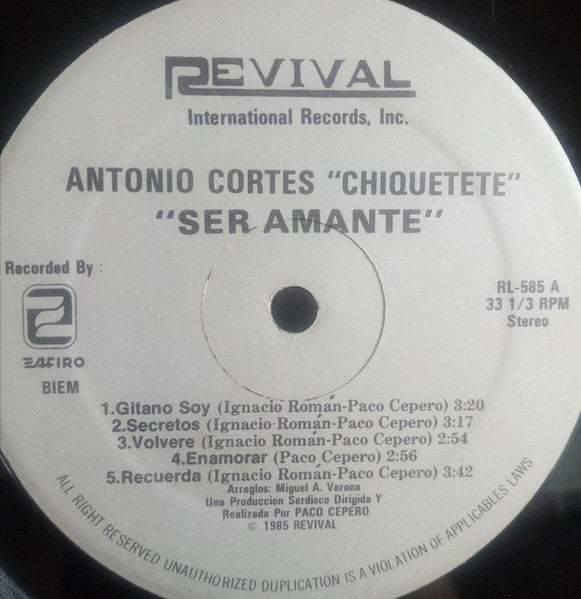 REVIVAL
International Records, Inc.
ANTONIO CORTES "CHIQUETETE"
"SER AMANTE"
Recorded By :
ZAFIRO
BIEM
RL-585 A
33 1/3 RPM
Stereo
1.Gitano Soy (Ignacio Román-Paco Cepero) 3:20
2.Secretos (Ignacio Román-Paco Cepero) 3:17
3.Volvere (Ignacio Román-Paco Cepero) 2:54
4.Enamorar (Paco Cepero) 2:56
5.Recuerda (Ignacio Román-Paco Cepero) 3:42
Arreglos: Miguel A. Varona
Una Produccion Serdisco Dirigida Y
Realizada Por PACO CEPERO
© 1985 REVIVAL
ALL RIGHT RESERVED UNAUTHORIZED DUPLICATION IS A VIOLATION OF APPLICABLES LAWS